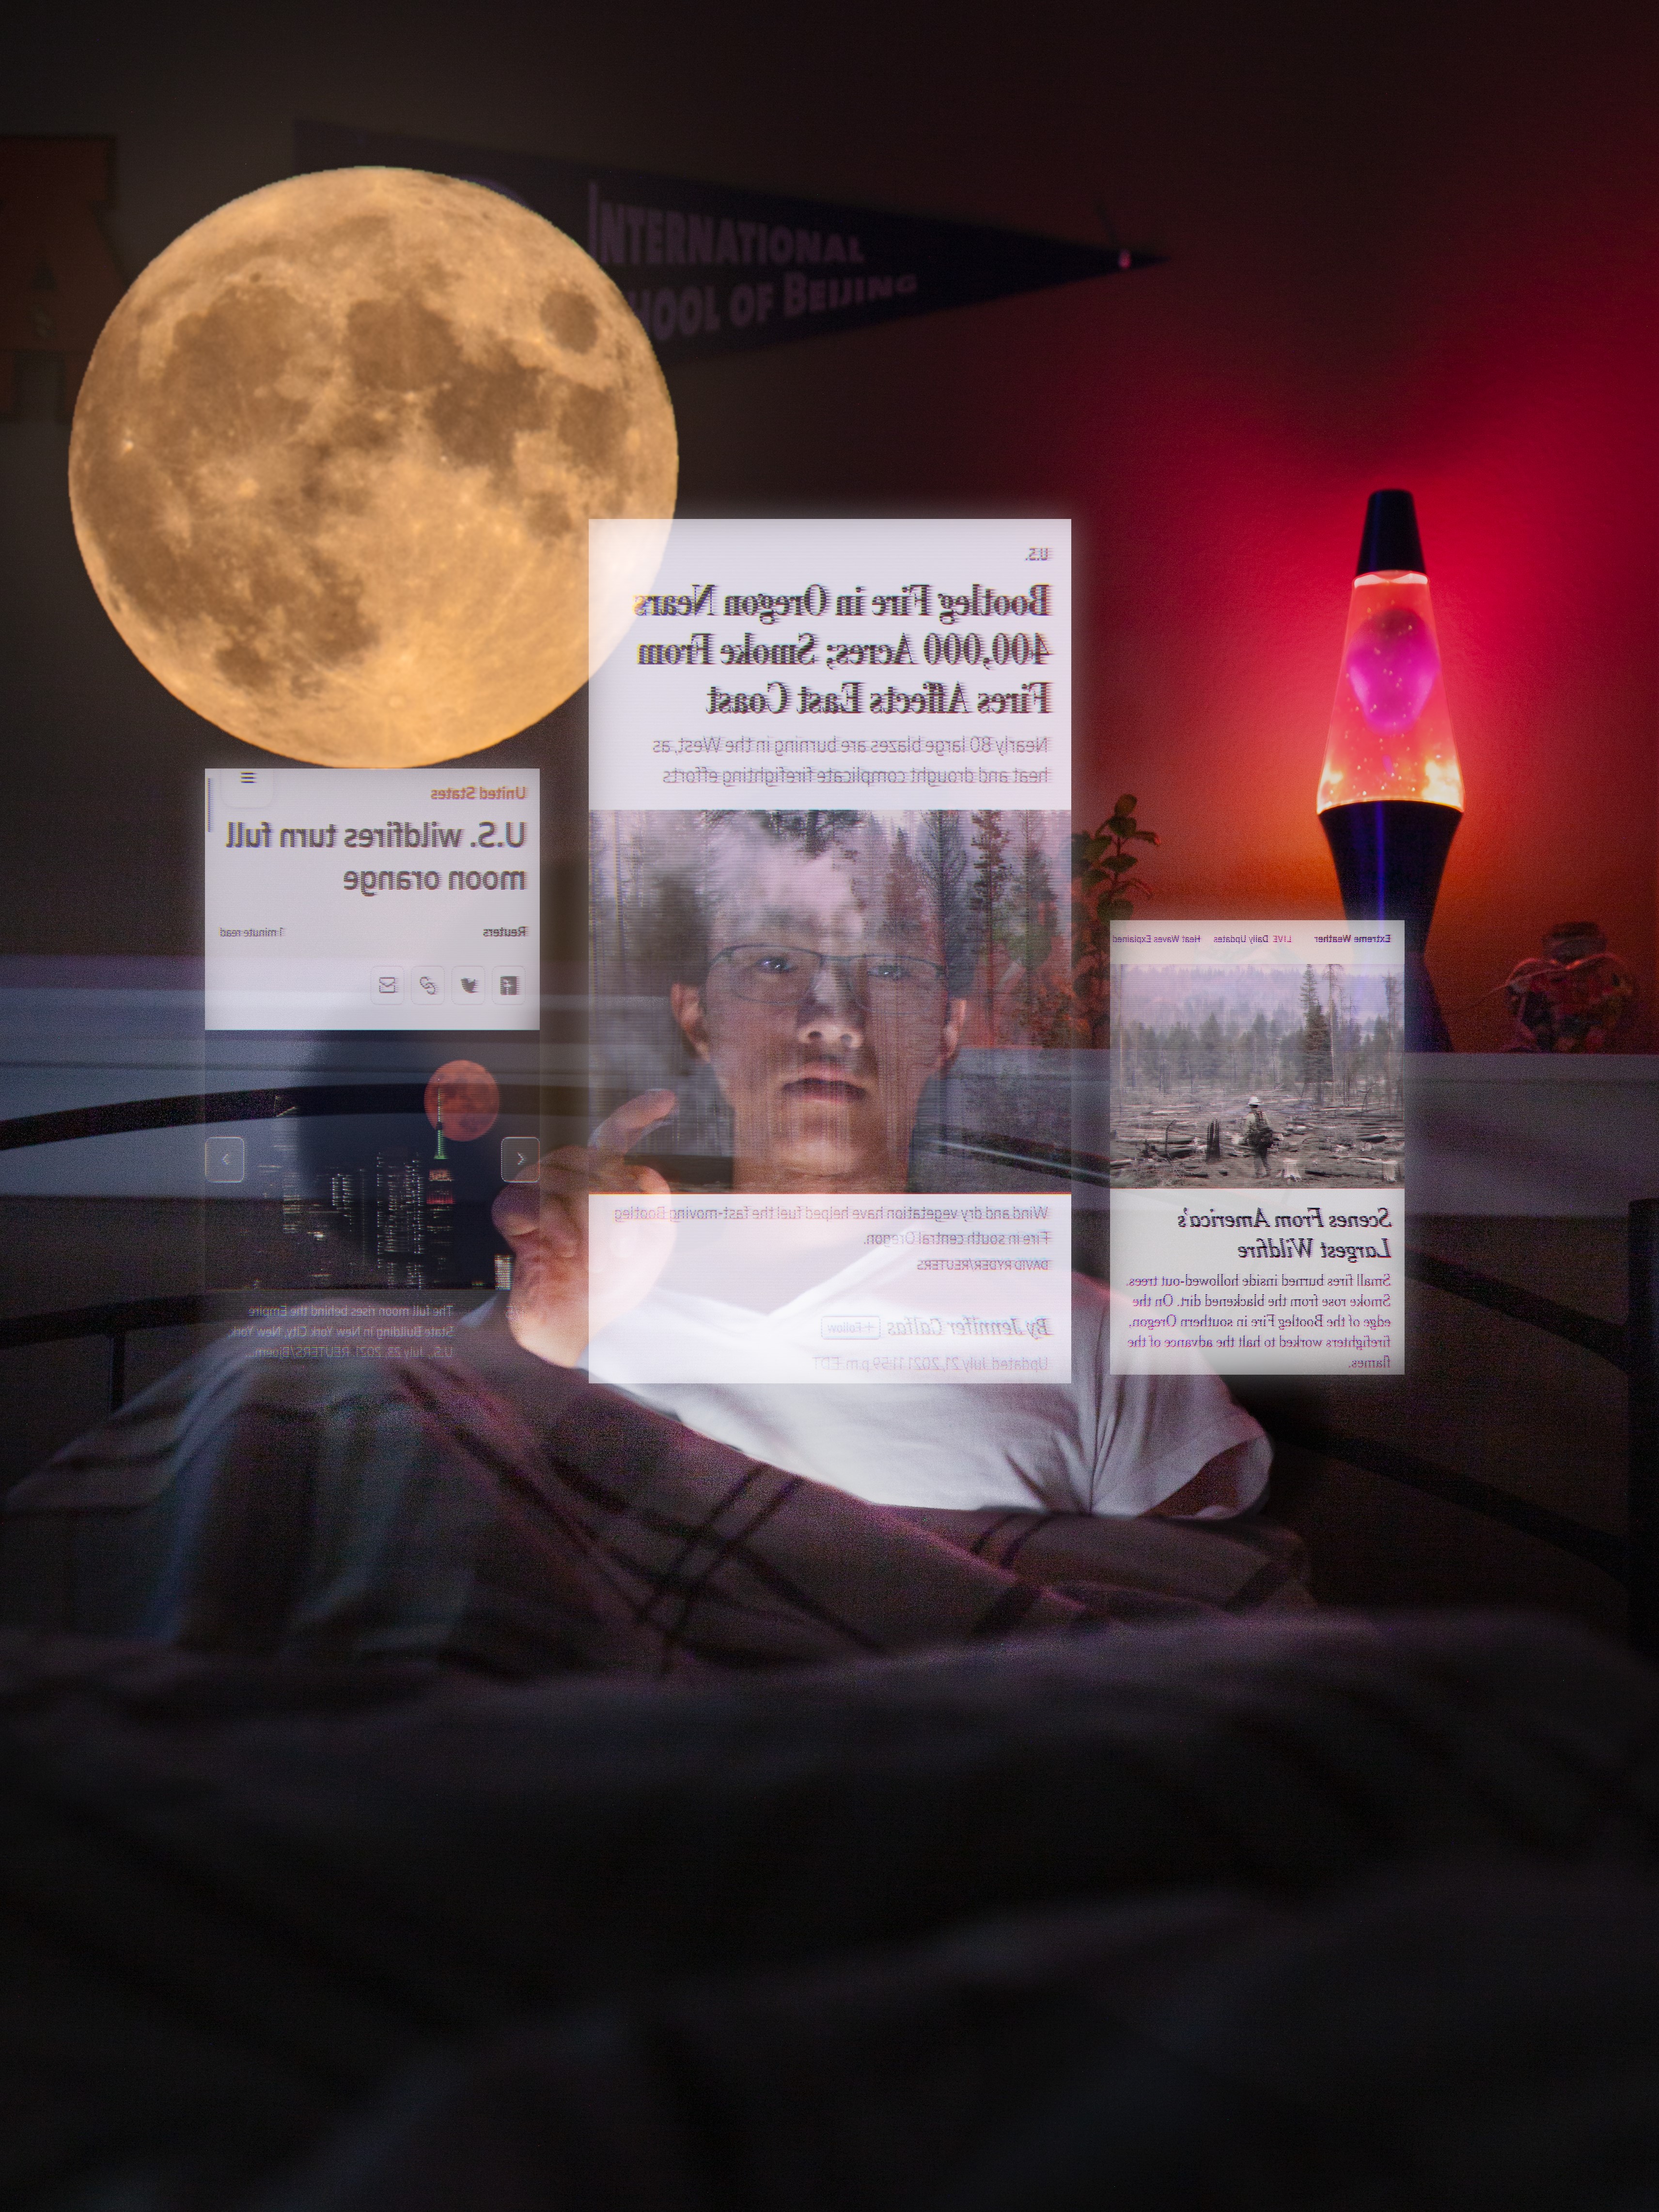 INTERNATIONAL
HOOL OF BEIJING
U.S.
Bootleg Fire in Oregon Nears
400,000 Acres; Smoke From
Fires Affects East Coast
Nearly 80 large blazes are burning in the West, as
heat and drought complicate firefighting efforts
Wind and dry vegetation have helped fuel the fast-moving Bootleg
Fire in south central Oregon.
DAVID RYDER/REUTERS
By Jennifer Calfas + Follow
Updated July 21, 2021 11:59 p.m. EDT
United States
U.S. wildfires turn full
moon orange
Reuters 1 minute read
The full moon rises behind the Empire
State Building in New York City, New York
U.S., July 23, 2021. REUTERS/Bjoern...
Extreme Weather LIVE Daily Updates Heat Waves Explained
Scenes From America's
Largest Wildfire
Small fires burned inside hollowed-out trees.
Smoke rose from the blackened dirt. On the
edge of the Bootleg Fire in southern Oregon,
firefighters worked to halt the advance of the
flames.